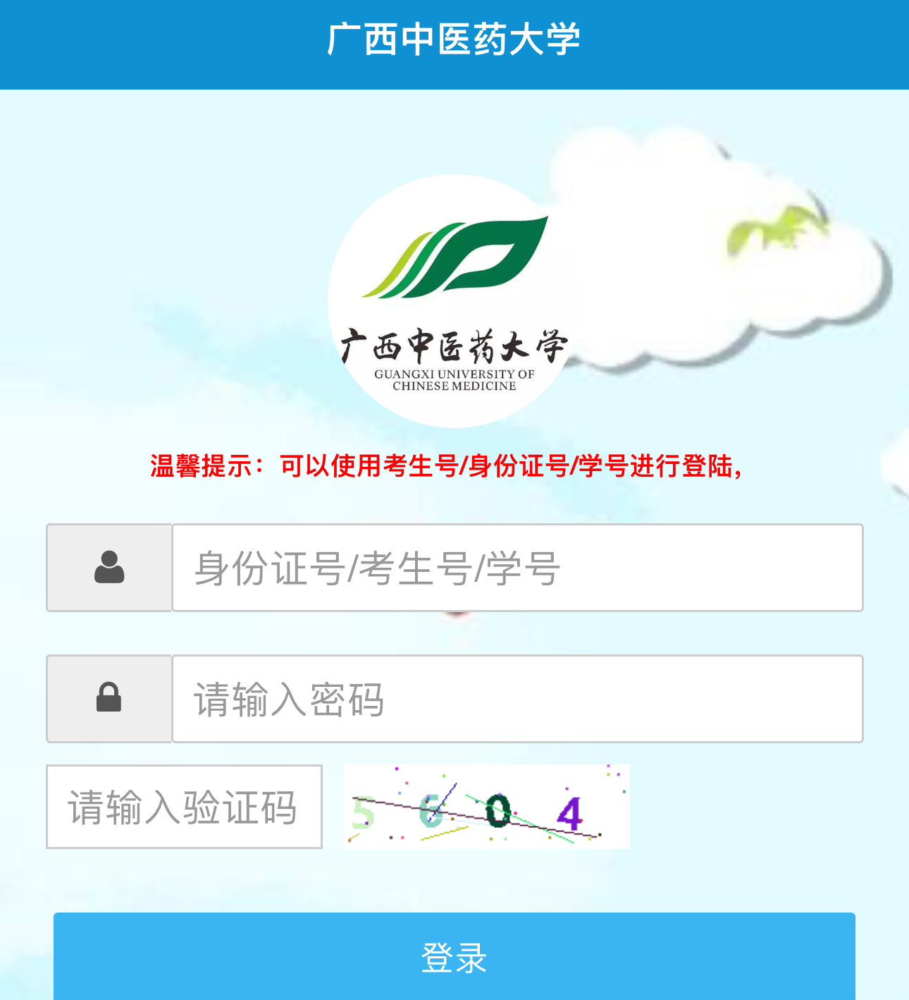 广西中医药大学
广西中医药大学
GUANGXI UNIVERSITY OF
CHINESE MEDICINE
温馨提示：可以使用考生号/身份证号/学号进行登陆，
身份证号/考生号/学号
请输入密码
请输入验证码
5604
登录